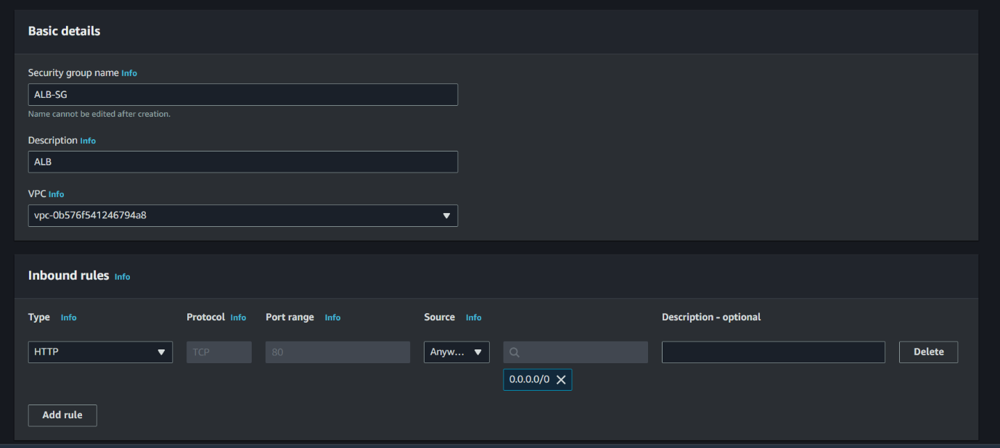 Basic details
Security group name Info
ALB-SG
Name cannot be edited after creation.
Description Info
ALB
VPC Info
vpc-0b576f541246794a8
Inbound rules Info
Type Info Protocol Info Port range Info Source Info Description - optional
HTTP TCP 80 Anyw... Delete
0.0.0.0/0
Add rule